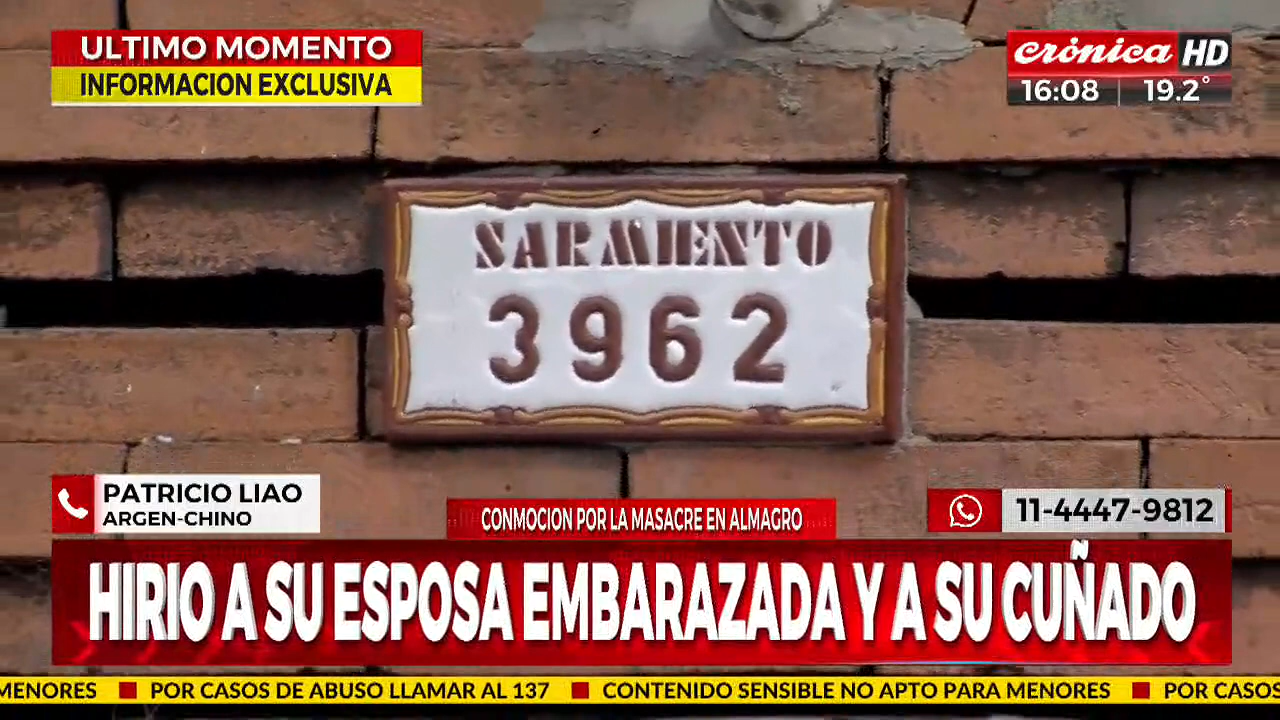 ULTIMO MOMENTO
INFORMACION EXCLUSIVA
crónica HD
16:08 19.2°
SARMIENTO
3962
PATRICIO LIAO
ARGEN-CHINO
CONMOCION POR LA MASACRE EN ALMAGRO
11-4447-9812
HIRIO A SU ESPOSA EMBARAZADA Y A SU CUÑADO
MENORES ■ POR CASOS DE ABUSO LLAMAR AL 137 ■ CONTENIDO SENSIBLE NO APTO PARA MENORES ■ POR CASOS